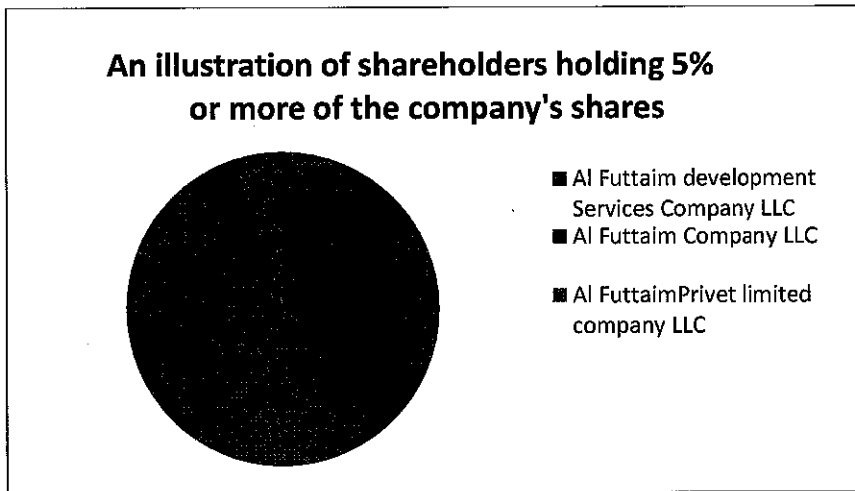 An illustration of shareholders holding 5%
or more of the company's shares
Al Futtaim development
Services Company LLC
Al Futtaim Company LLC
Al FuttaimPrivet limited
company LLC